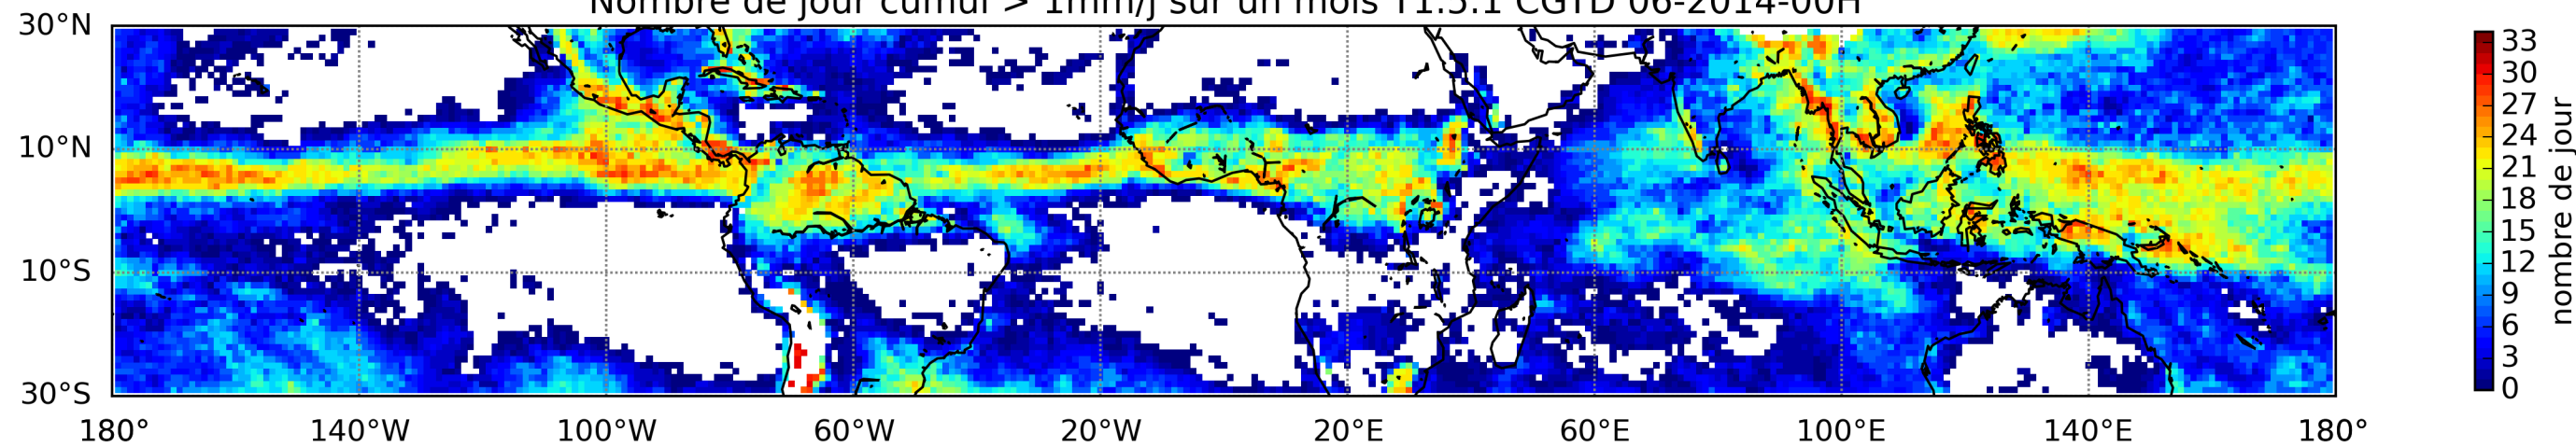 Nombre de jour cumul > 1mm/j sur un mois T1.5.1 CGTD 06-2014-00H
30°N
10°N
10°S
30°S
180° 140°W 100°W 60°W 20°W 20°E 60°E 100°E 140°E 180°
33
30
27
24
21
18
15
12
9
6
3
0
nombre de jour